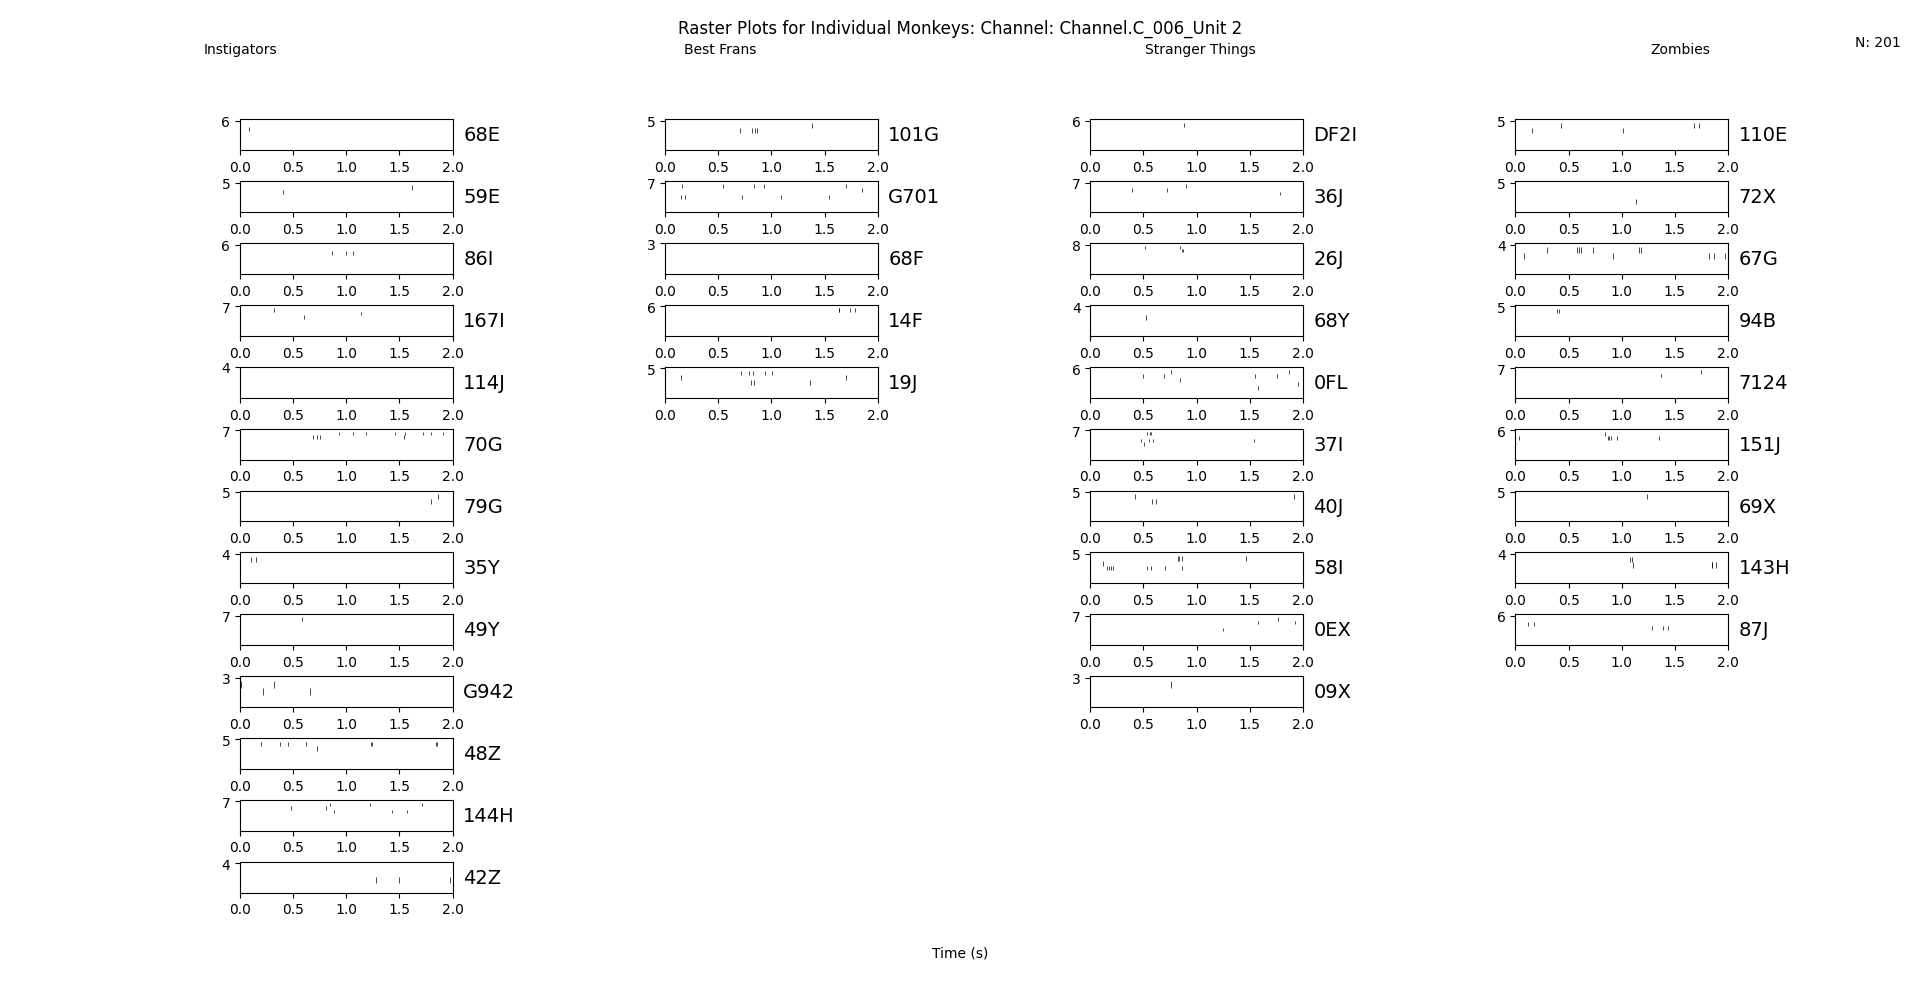 Raster Plots for Individual Monkeys: Channel: Channel.C_006_Unit 2
Instigators Best Frans Stranger Things Zombies N: 201
6 68E 5 101G 6 DF2I 5 110E
0.0 0.5 1.0 1.5 2.0 0.0 0.5 1.0 1.5 2.0 0.0 0.5 1.0 1.5 2.0 0.0 0.5 1.0 1.5 2.0
5 59E 7 G701 7 36J 5 72X
0.0 0.5 1.0 1.5 2.0 0.0 0.5 1.0 1.5 2.0 0.0 0.5 1.0 1.5 2.0 0.0 0.5 1.0 1.5 2.0
6 86I 3 68F 8 26J 4 67G
0.0 0.5 1.0 1.5 2.0 0.0 0.5 1.0 1.5 2.0 0.0 0.5 1.0 1.5 2.0 0.0 0.5 1.0 1.5 2.0
7 167I 6 14F 4 68Y 5 94B
0.0 0.5 1.0 1.5 2.0 0.0 0.5 1.0 1.5 2.0 0.0 0.5 1.0 1.5 2.0 0.0 0.5 1.0 1.5 2.0
4 114J 5 19J 6 0FL 7 7124
0.0 0.5 1.0 1.5 2.0 0.0 0.5 1.0 1.5 2.0 0.0 0.5 1.0 1.5 2.0 0.0 0.5 1.0 1.5 2.0
7 70G 7 37I 6 151J
0.0 0.5 1.0 1.5 2.0 0.0 0.5 1.0 1.5 2.0 0.0 0.5 1.0 1.5 2.0
5 79G 5 40J 5 69X
0.0 0.5 1.0 1.5 2.0 0.0 0.5 1.0 1.5 2.0 0.0 0.5 1.0 1.5 2.0
4 35Y 5 58I 4 143H
0.0 0.5 1.0 1.5 2.0 0.0 0.5 1.0 1.5 2.0 0.0 0.5 1.0 1.5 2.0
7 49Y 7 0EX 6 87J
0.0 0.5 1.0 1.5 2.0 0.0 0.5 1.0 1.5 2.0 0.0 0.5 1.0 1.5 2.0
3 G942 3 09X
0.0 0.5 1.0 1.5 2.0 0.0 0.5 1.0 1.5 2.0
5 48Z
0.0 0.5 1.0 1.5 2.0
7 144H
0.0 0.5 1.0 1.5 2.0
4 42Z
0.0 0.5 1.0 1.5 2.0
Time (s)